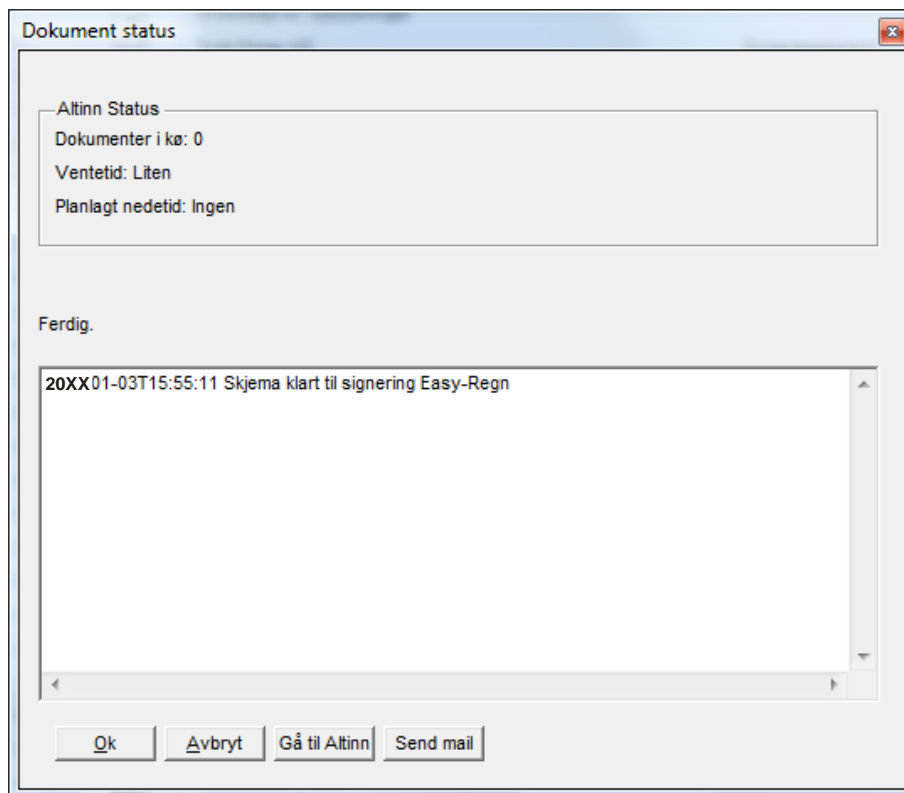 Dokument status
Altinn Status
Dokumenter i kø: 0
Ventetid: Liten
Planlagt nedetid: Ingen
Ferdig.
20XX01-03T15:55:11 Skjema klart til signering Easy-Regn
Ok Avbryt Gå til Altinn Send mail